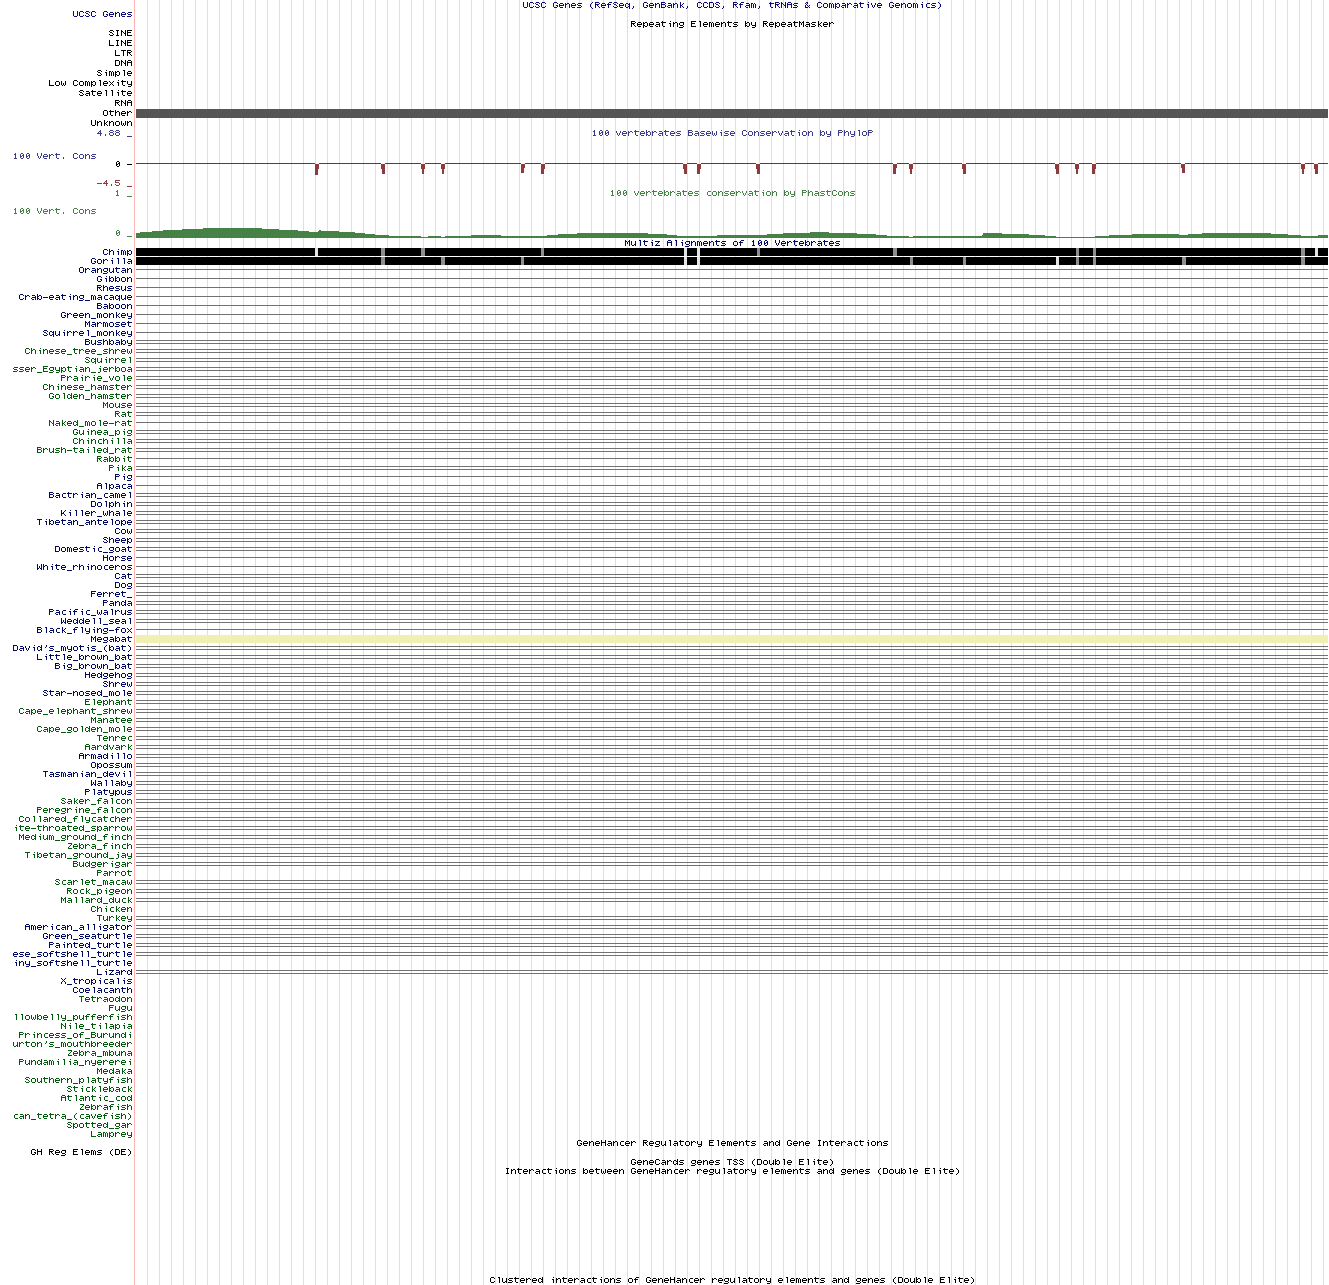 UCSC Genes (RefSeq, GenBank, CCDS, Rfam, tRNAs & Comparative Genomics)
UCSC Genes
Repeating Elements by RepeatMasker
SINE
LINE
LTR
DNA
Simple
Low Complexity
Satellite
RNA
Other
Unknown
4.88 _
100 vertebrates Basewise Conservation by PhyloP
100 Vert. Cons
0 -
-4.5 _
1 _
100 vertebrates conservation by PhastCons
100 Vert. Cons
0 _
Multiz Alignments of 100 Vertebrates
Chimp
Gorilla
Orangutan
Gibbon
Rhesus
Crab-eating_macaque
Baboon
Green_monkey
Marmoset
Squirrel_monkey
Bushbaby
Chinese_tree_shrew
Squirrel
sser_Egyptian_jerboa
Prairie_vole
Chinese_hamster
Golden_hamster
Mouse
Rat
Naked_mole-rat
Guinea_pig
Chinchilla
Brush-tailed_rat
Rabbit
Pika
Pig
Alpaca
Bactrian_camel
Dolphin
Killer_whale
Tibetan_antelope
Cow
Sheep
Domestic_goat
Horse
White_rhinoceros
Cat
Dog
Ferret_
Panda
Pacific_walrus
Weddell_seal
Black_flying-fox
Megabat
David's_myotis_(bat)
Little_brown_bat
Big_brown_bat
Hedgehog
Shrew
Star-nosed_mole
Elephant
Cape_elephant_shrew
Manatee
Cape_golden_mole
Tenrec
Aardvark
Armadillo
Opossum
Tasmanian_devil
Wallaby
Platypus
Saker_falcon
Peregrine_falcon
Collared_flycatcher
ite-throated_sparrow
Medium_ground_finch
Zebra_finch
Tibetan_ground_jay
Budgerigar
Parrot
Scarlet_macaw
Rock_pigeon
Mallard_duck
Chicken
Turkey
American_alligator
Green_seaturtle
Painted_turtle
ese_softshell_turtle
iny_softshell_turtle
Lizard
X_tropicalis
Coelacanth
Tetraodon
Fugu
llowbelly_pufferfish
Nile_tilapia
Princess_of_Burundi
urton's_mouthbreeder
Zebra_mbuna
Pundamilia_nyererei
Medaka
Southern_platyfish
Stickleback
Atlantic_cod
Zebrafish
can_tetra_(cavefish)
Spotted_gar
Lamprey
GeneHancer Regulatory Elements and Gene Interactions
GH Reg Elems (DE)
GeneCards genes TSS (Double Elite)
Interactions between GeneHancer regulatory elements and genes (Double Elite)
Clustered interactions of GeneHancer regulatory elements and genes (Double Elite)